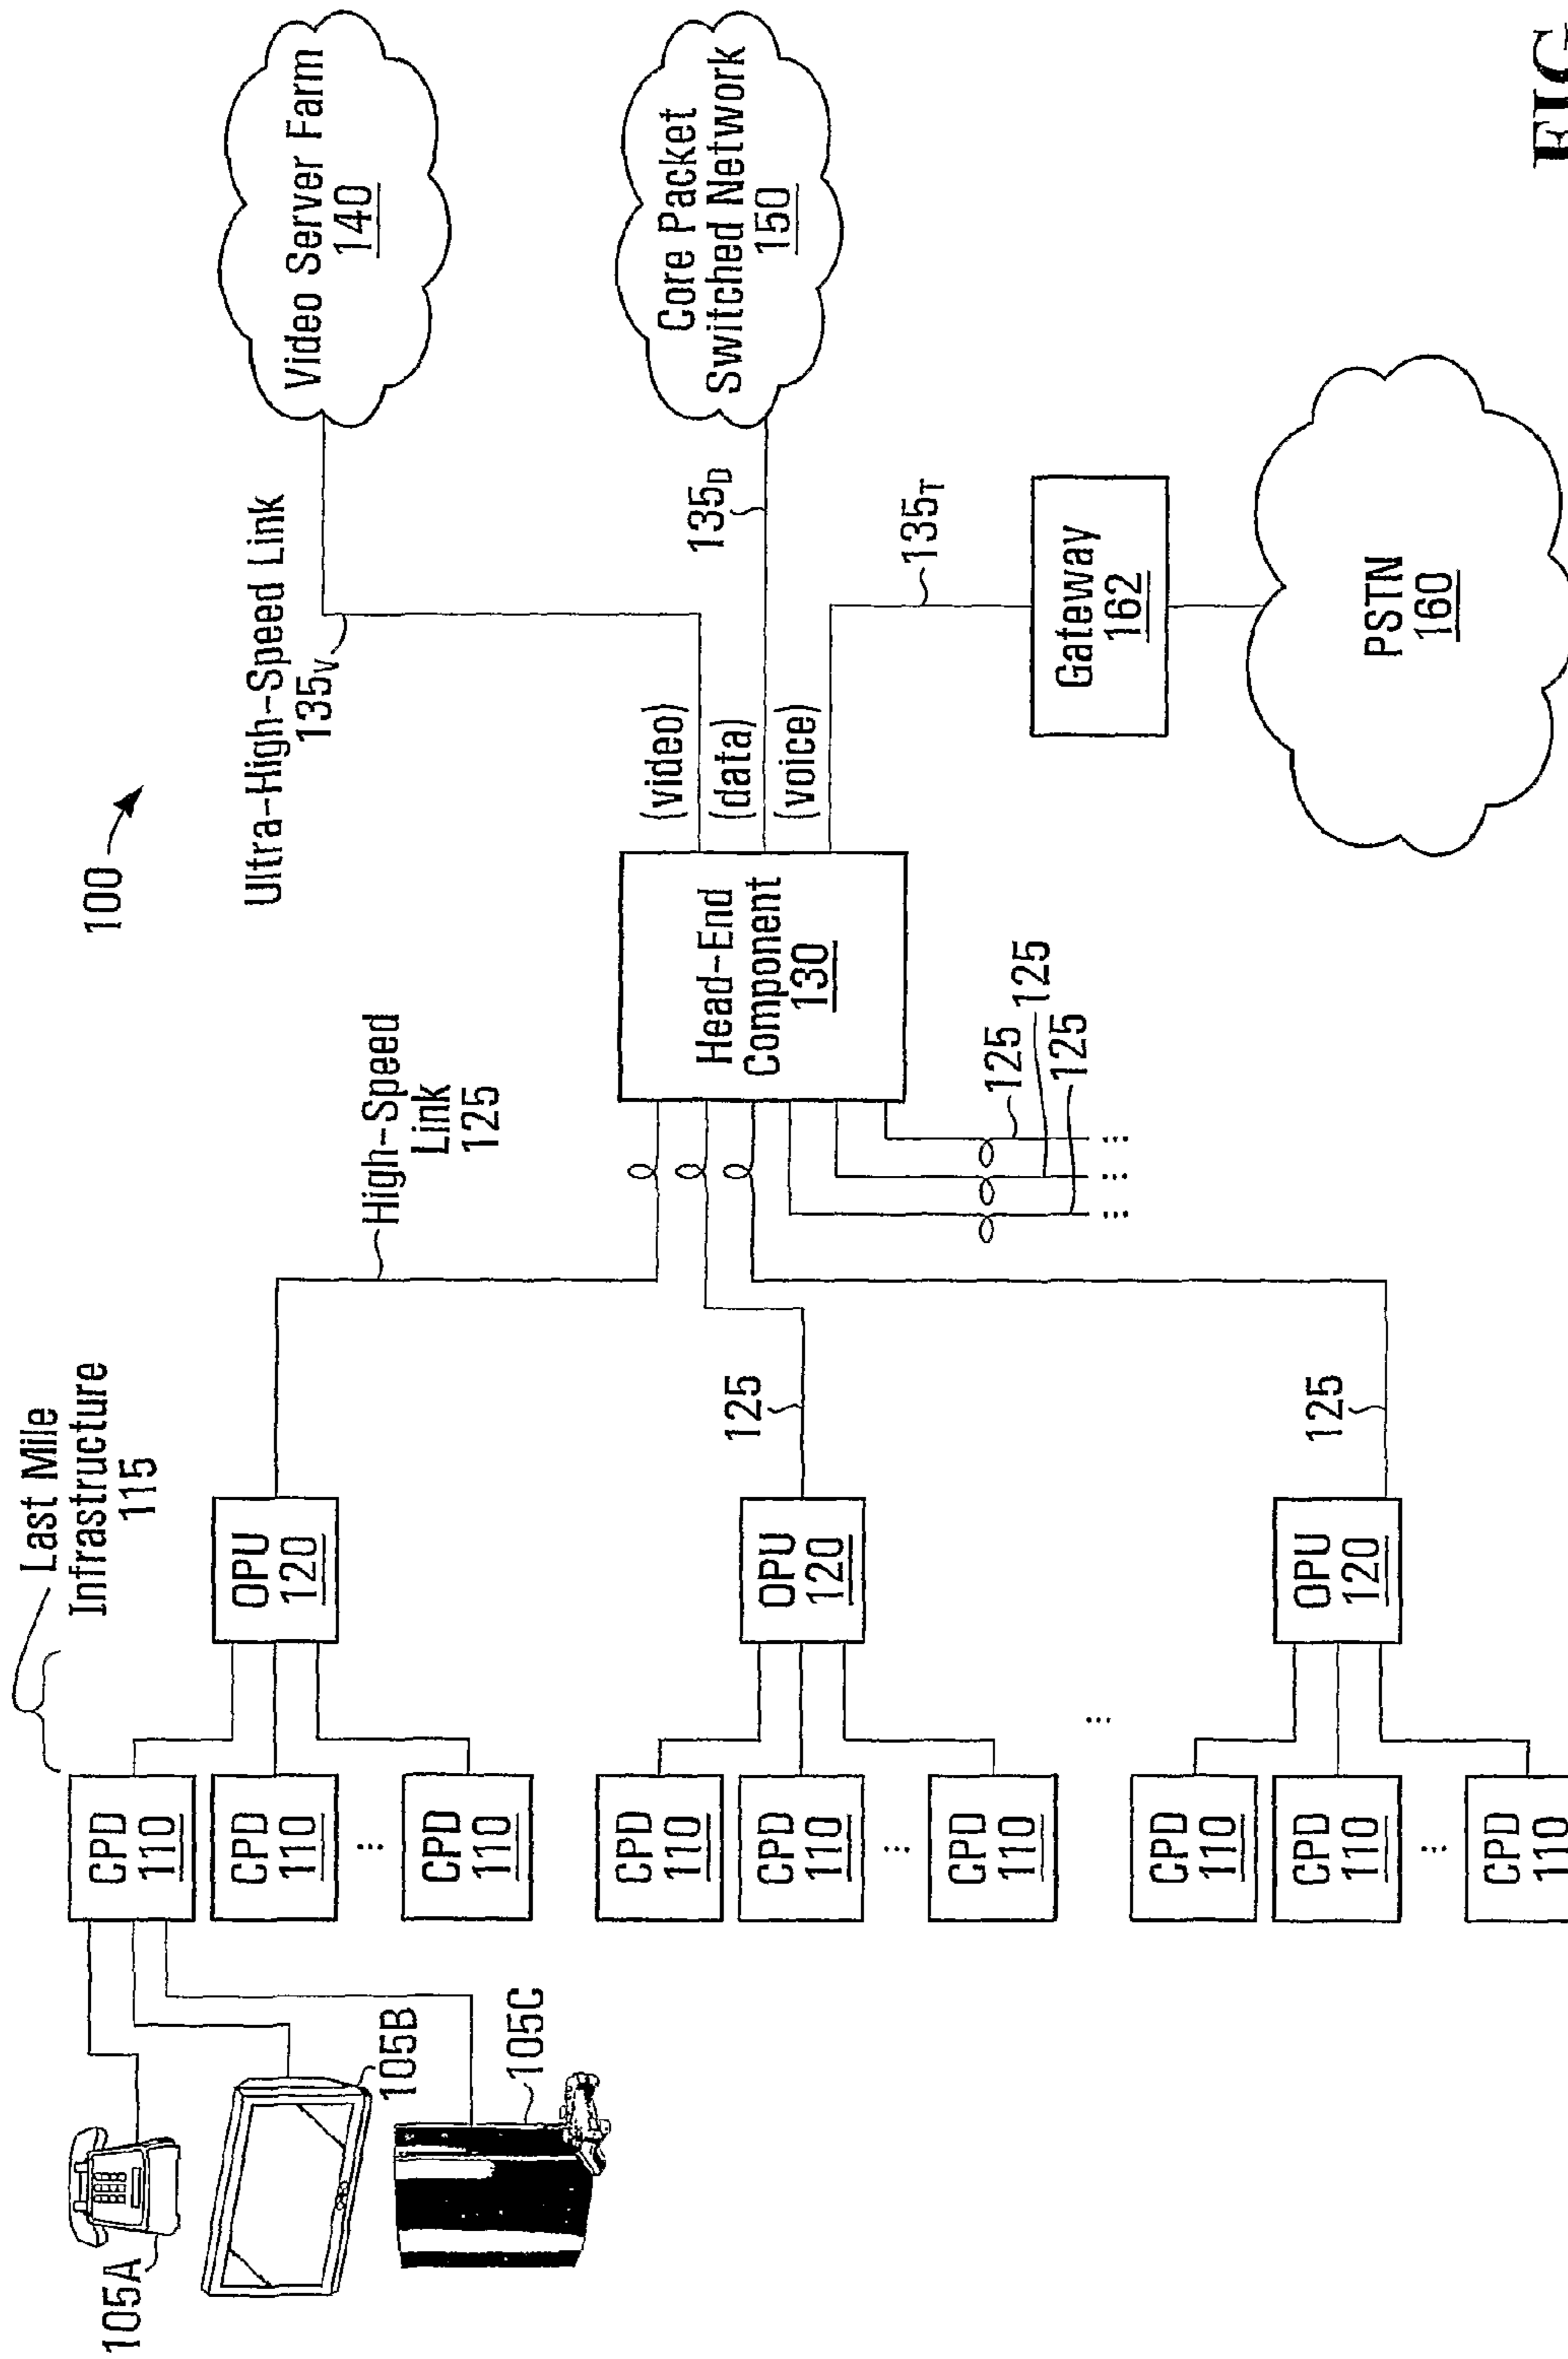 100
Last Mile
Infrastructure
115
High-Speed
Link
125
Ultra-High-Speed Link
135V
105A
105B
105C
CPD
110
CPD
110
...
CPD
110
OPU
120
CPD
110
CPD
110
...
CPD
110
OPU
120
125
...
CPD
110
CPD
110
...
CPD
110
OPU
120
125
Head-End
Component
130
125
125
125
...
...
...
(video)
(data)
(voice)
135D
135T
Video Server Farm
140
Core Packet
Switched Network
150
Gateway
162
PSTN
160